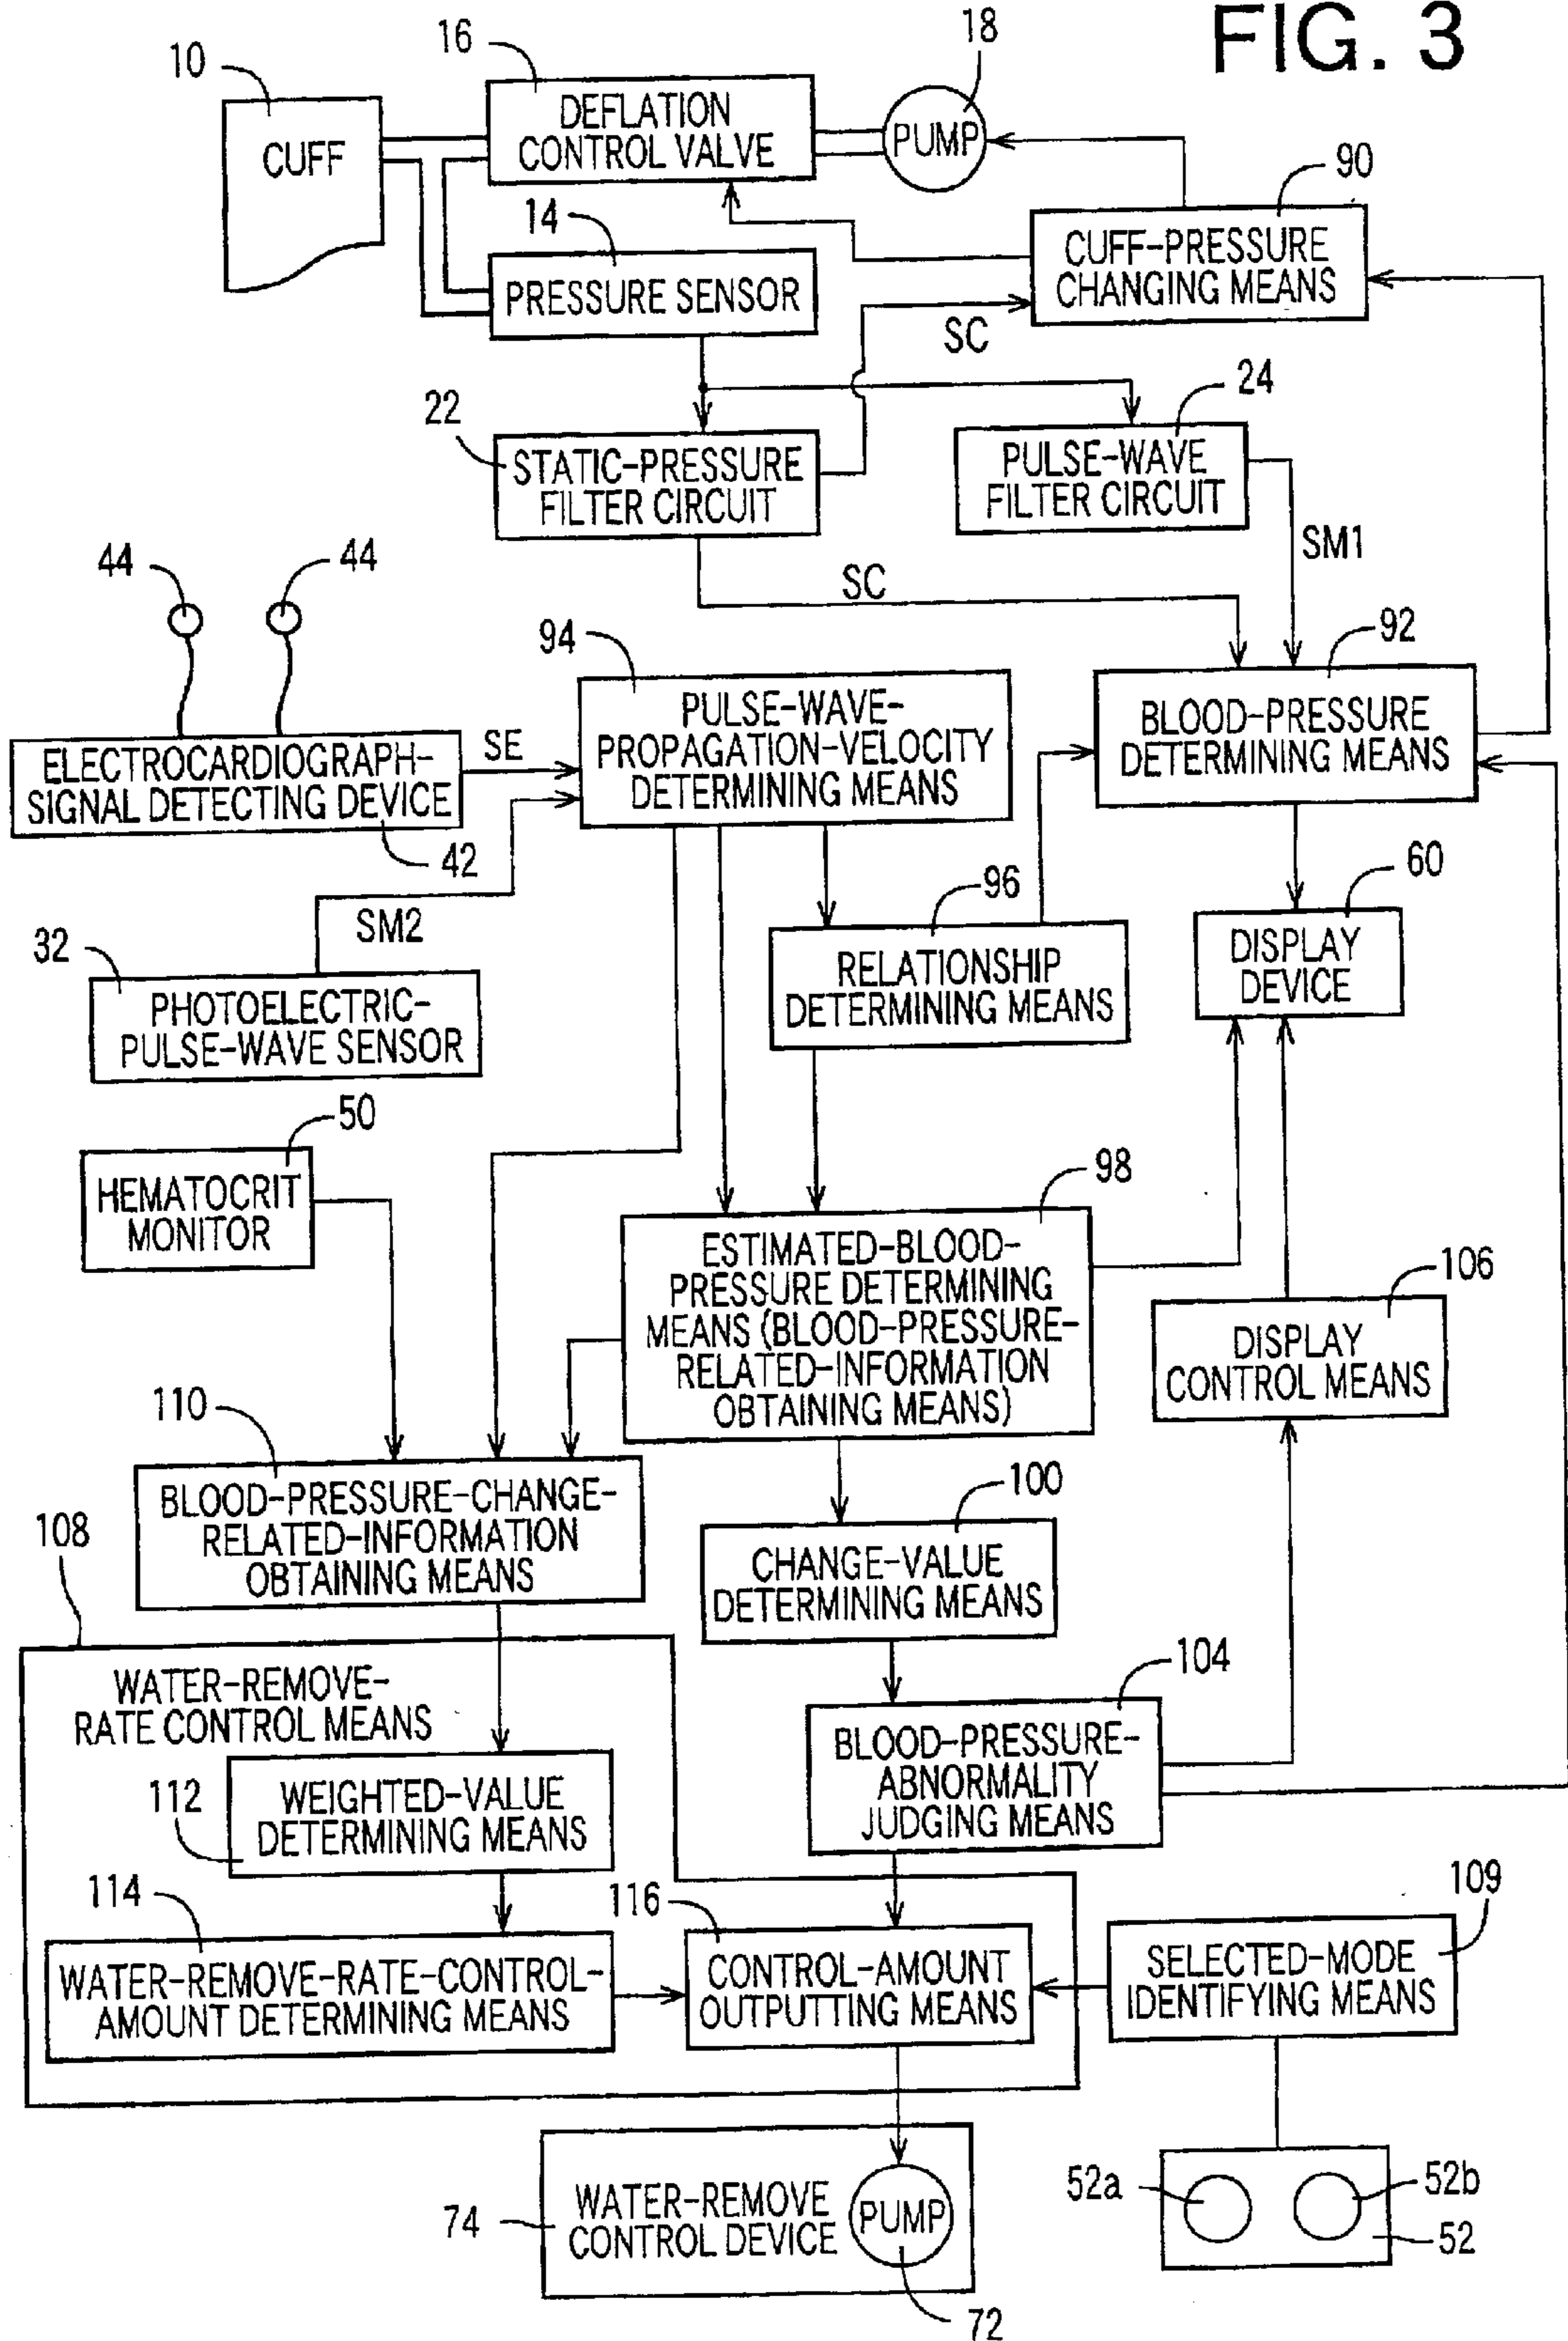 FIG. 3
10
16
18
CUFF
DEFLATION
CONTROL VALVE
PUMP
14
90
PRESSURE SENSOR
CUFF-PRESSURE
CHANGING MEANS
SC
22
24
STATIC-PRESSURE
FILTER CIRCUIT
PULSE-WAVE
FILTER CIRCUIT
SM1
44
44
SC
94
92
PULSE-WAVE-
PROPAGATION-VELOCITY
DETERMINING MEANS
BLOOD-PRESSURE
DETERMINING MEANS
SE
ELECTROCARDIOGRAPH-
SIGNAL DETECTING DEVICE
42
60
96
SM2
32
RELATIONSHIP
DETERMINING MEANS
DISPLAY
DEVICE
PHOTOELECTRIC-
PULSE-WAVE SENSOR
50
HEMATOCRIT
MONITOR
98
ESTIMATED-BLOOD-
PRESSURE DETERMINING
MEANS (BLOOD-PRESSURE-
RELATED-INFORMATION
OBTAINING MEANS)
106
DISPLAY
CONTROL MEANS
110
BLOOD-PRESSURE-CHANGE-
RELATED-INFORMATION
OBTAINING MEANS
100
CHANGE-VALUE
DETERMINING MEANS
108
WATER-REMOVE-
RATE CONTROL MEANS
104
BLOOD-PRESSURE-
ABNORMALITY
JUDGING MEANS
112
WEIGHTED-VALUE
DETERMINING MEANS
114
116
109
WATER-REMOVE-RATE-CONTROL-
AMOUNT DETERMINING MEANS
CONTROL-AMOUNT
OUTPUTTING MEANS
SELECTED-MODE
IDENTIFYING MEANS
74
WATER-REMOVE
CONTROL DEVICE
PUMP
72
52a
52b
52